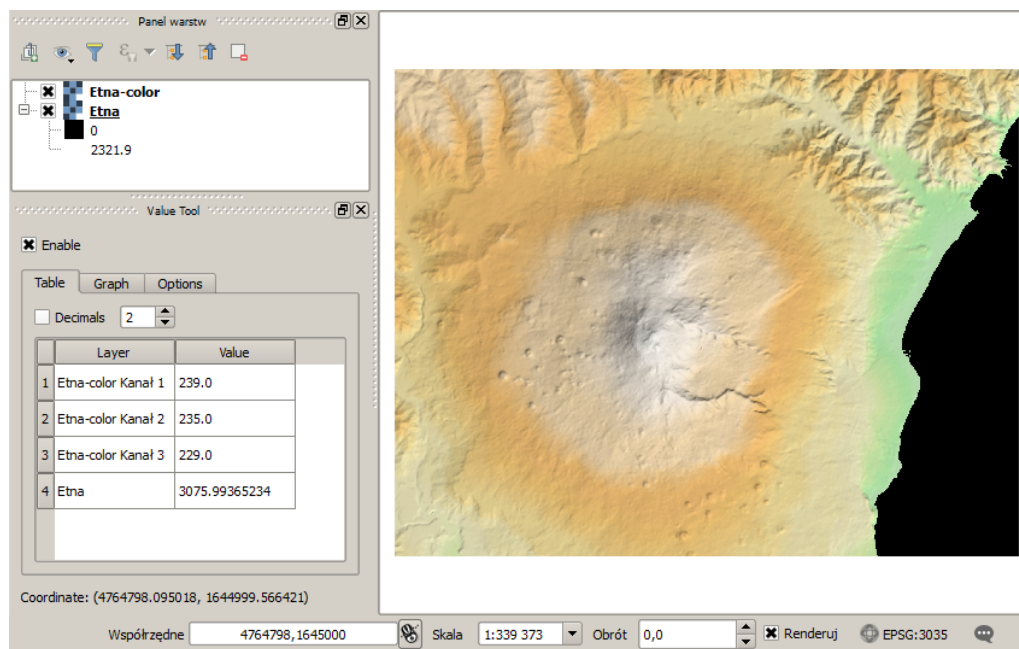 Panel warstw
Etna-color
Etna
0
2321.9
Value Tool
Enable
Table Graph Options
Decimals 2
Layer Value
1 Etna-color Kanał 1 239.0
2 Etna-color Kanał 2 235.0
3 Etna-color Kanał 3 229.0
4 Etna 3075.99365234
Coordinate: (4764798.095018, 1644999.566421)
Współrzędne 4764798,1645000 Skala 1:339 373 Obrót 0,0 Renderuj EPSG:3035